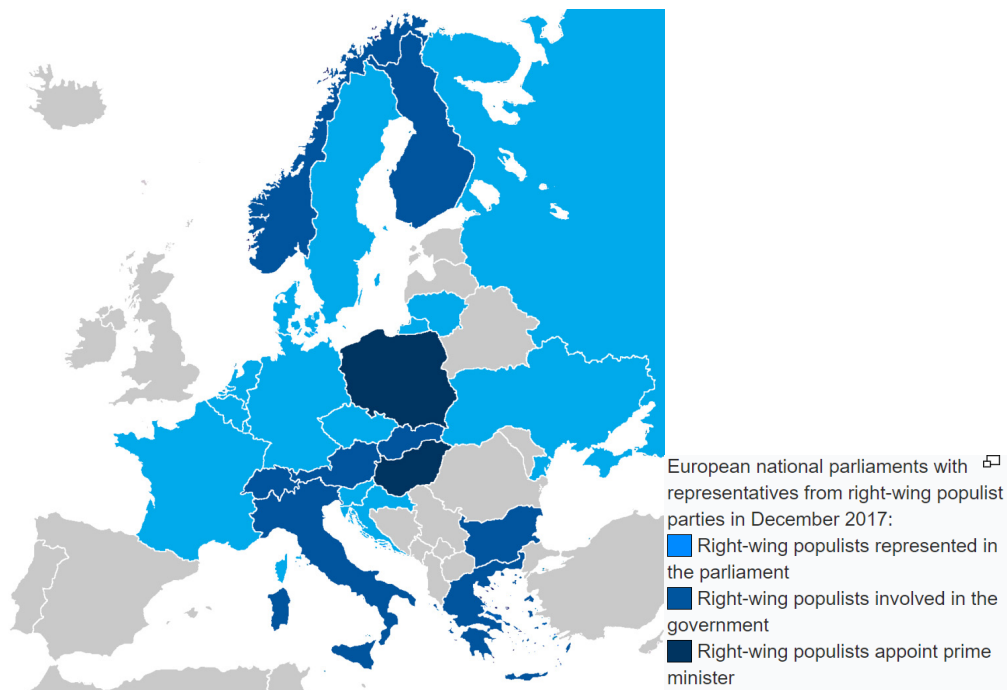 European national parliaments with
representatives from right-wing populist
parties in December 2017:
Right-wing populists represented in
the parliament
Right-wing populists involved in the
government
Right-wing populists appoint prime
minister